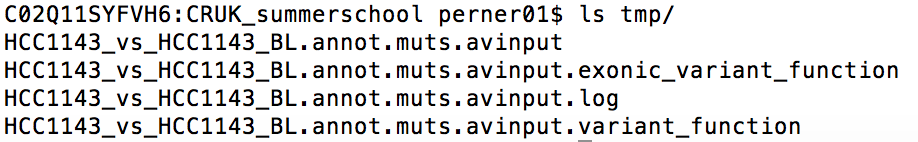 C02Q11SYFVH6:CRUK_summerschool perner01$ ls tmp/
HCC1143_vs_HCC1143_BL.annot.muts.avinput
HCC1143_vs_HCC1143_BL.annot.muts.avinput.exonic_variant_function
HCC1143_vs_HCC1143_BL.annot.muts.avinput.log
HCC1143_vs_HCC1143_BL.annot.muts.avinput.variant_function